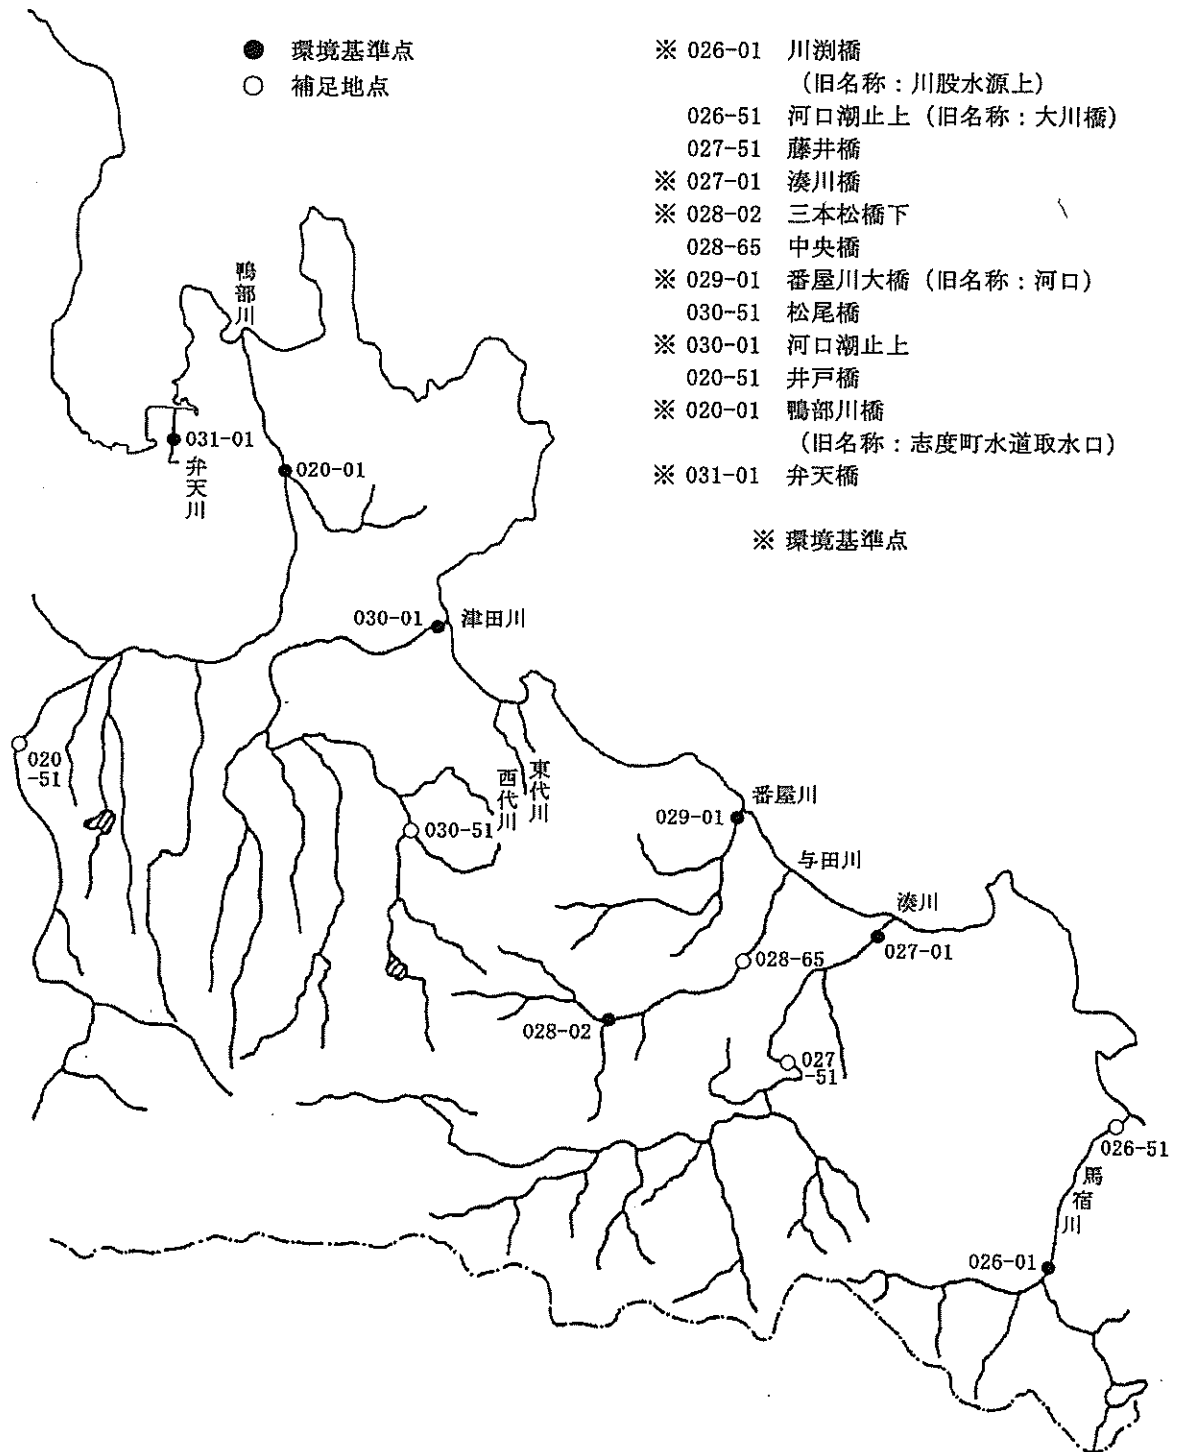 ● 環境基準点
○ 補足地点
※ 026-01 川渕橋
（旧名称：川股水源上）
026-51 河口潮止上（旧名称：大川橋）
027-51 藤井橋
※ 027-01 湊川橋
※ 028-02 三本松橋下
028-65 中央橋
※ 029-01 番屋川大橋（旧名称：河口）
030-51 松尾橋
※ 030-01 河口潮止上
020-51 井戸橋
※ 020-01 鴨部川橋
（旧名称：志度町水道取水口）
※ 031-01 弁天橋
※ 環境基準点
鴨部川
031-01
弁天川
020-01
030-01
津田川
020
-51
西代川
東代川
030-51
番屋川
029-01
与田川
湊川
027-01
028-65
028-02
027
-51
026-51
馬宿川
026-01